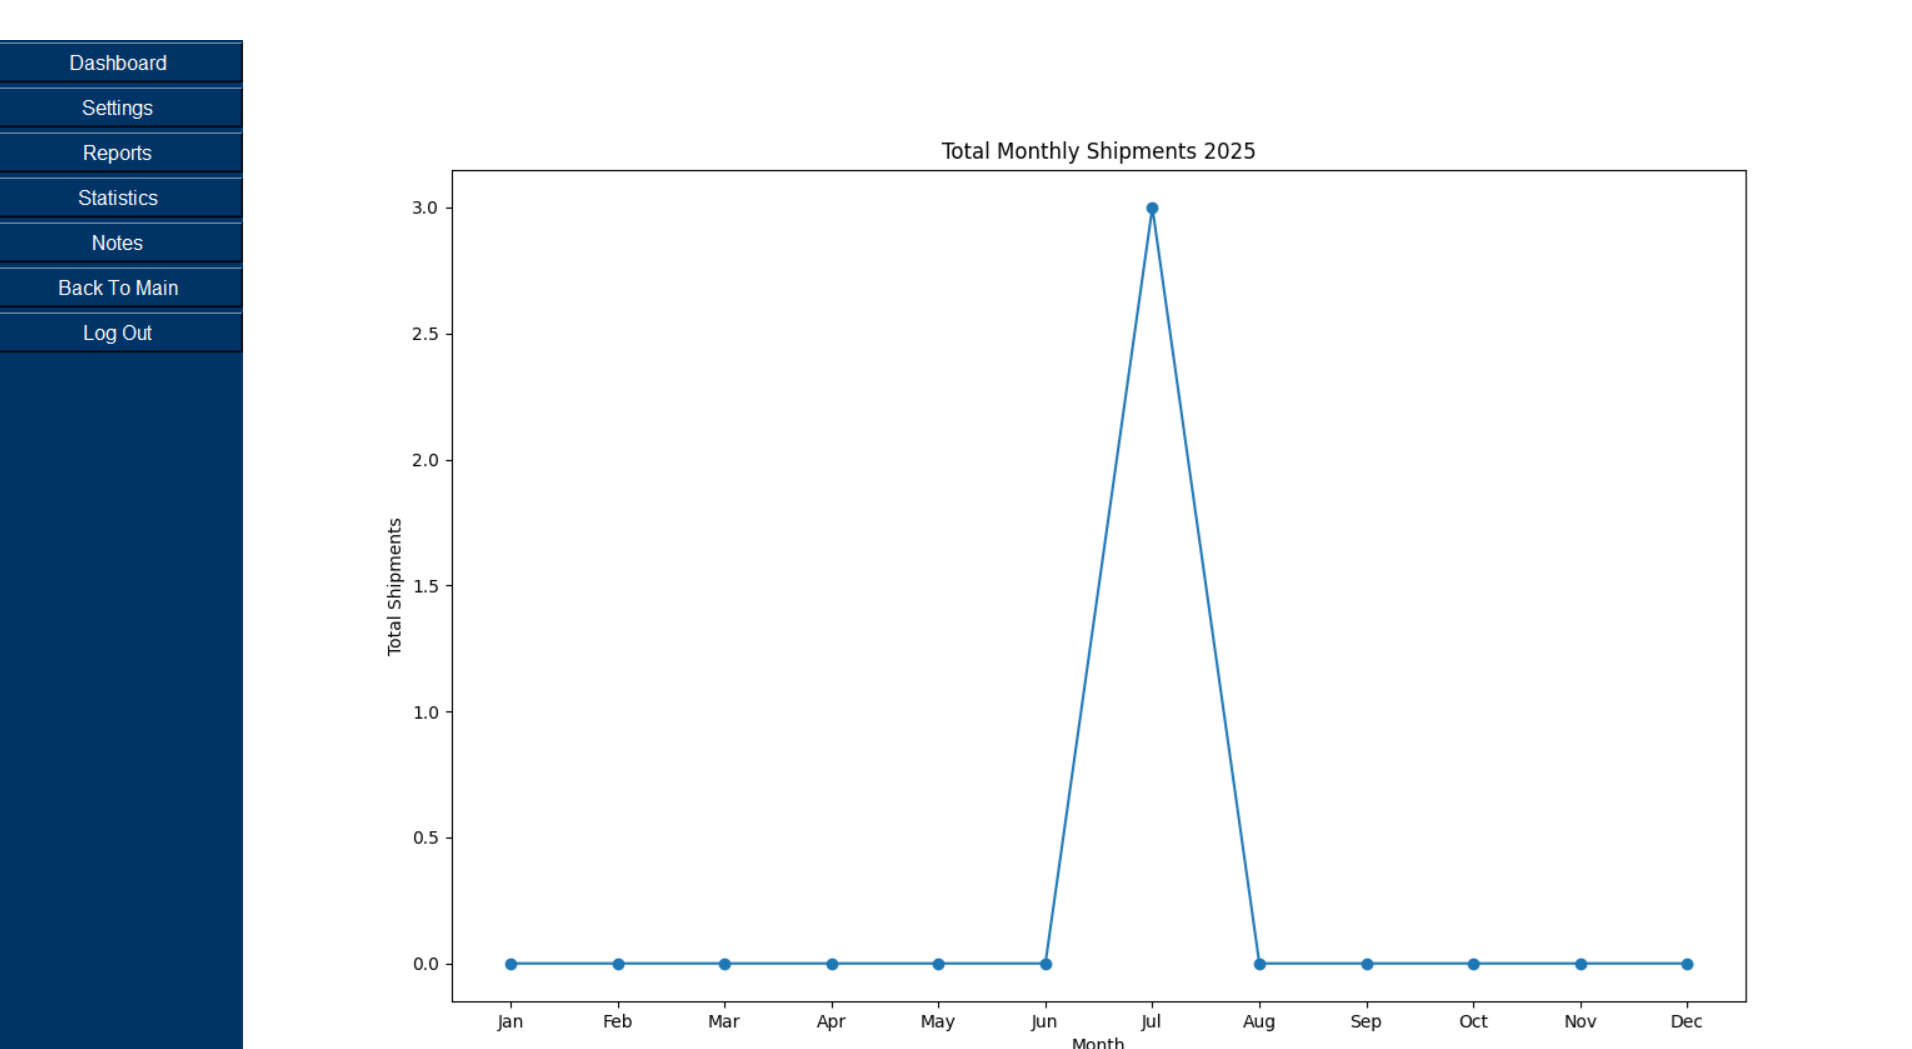 Dashboard
Settings
Reports
Statistics
Notes
Back To Main
Log Out
Total Monthly Shipments 2025
Total Shipments
3.0
2.5
2.0
1.5
1.0
0.5
0.0
Jan Feb Mar Apr May Jun Jul Aug Sep Oct Nov Dec
Month